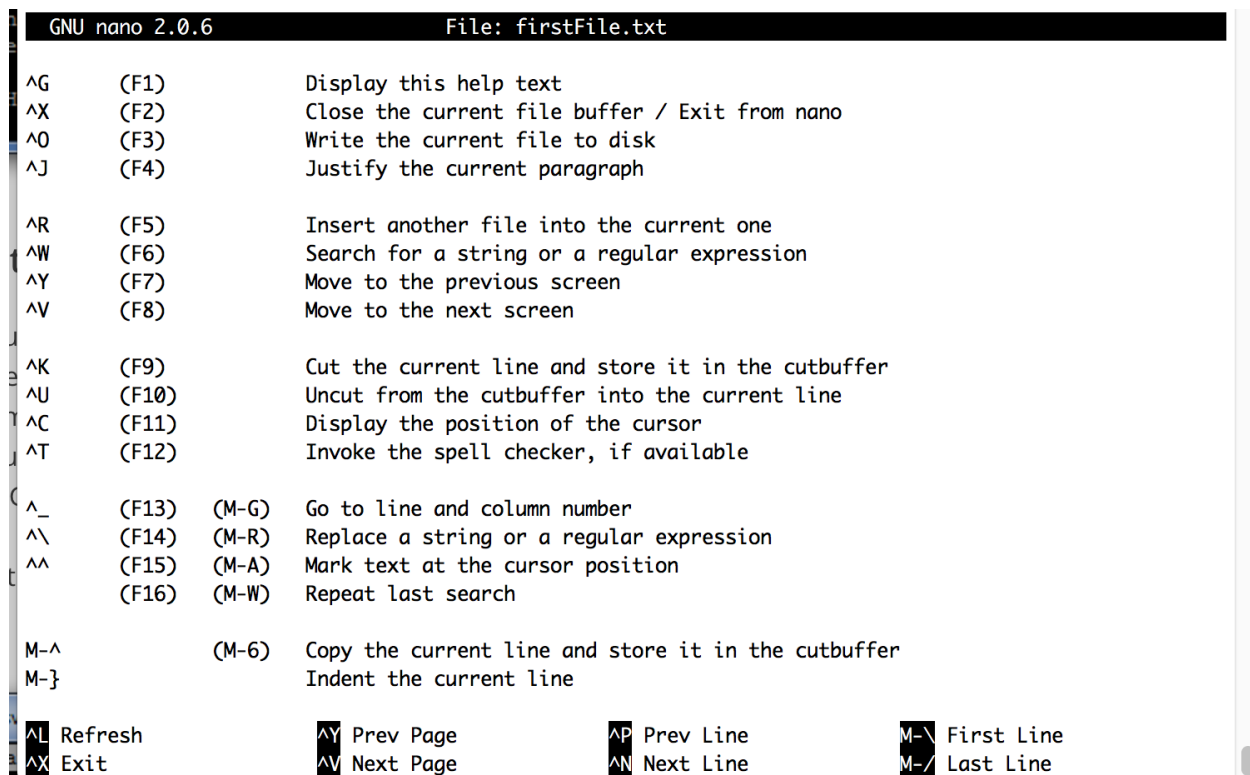 GNU nano 2.0.6 File: firstFile.txt
^G (F1) Display this help text
^X (F2) Close the current file buffer / Exit from nano
^O (F3) Write the current file to disk
^J (F4) Justify the current paragraph
^R (F5) Insert another file into the current one
^W (F6) Search for a string or a regular expression
^Y (F7) Move to the previous screen
^V (F8) Move to the next screen
^K (F9) Cut the current line and store it in the cutbuffer
^U (F10) Uncut from the cutbuffer into the current line
^C (F11) Display the position of the cursor
^T (F12) Invoke the spell checker, if available
^_ (F13) (M-G) Go to line and column number
^\ (F14) (M-R) Replace a string or a regular expression
^^ (F15) (M-A) Mark text at the cursor position
(F16) (M-W) Repeat last search
M-^ (M-6) Copy the current line and store it in the cutbuffer
M-} Indent the current line
^L Refresh ^Y Prev Page ^P Prev Line M-\ First Line
^X Exit ^V Next Page ^N Next Line M-/ Last Line